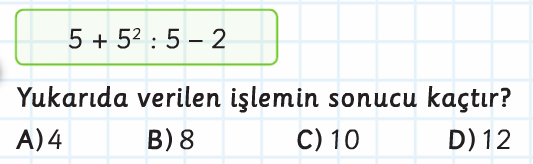 5 + 5² : 5 – 2
Yukarıda verilen işlemin sonucu kaçtır?
A) 4 B) 8 C) 10 D) 12